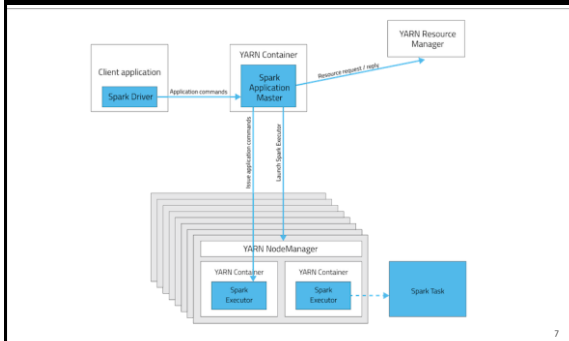 YARN Resource
Manager
YARN Container
Client application
Spark
Application
Master
Spark Driver
Application commands
Resource request / reply
Issue application commands
Launch Spark Executor
YARN NodeManager
YARN Container
YARN Container
Spark
Executor
Spark
Executor
Spark Task
7